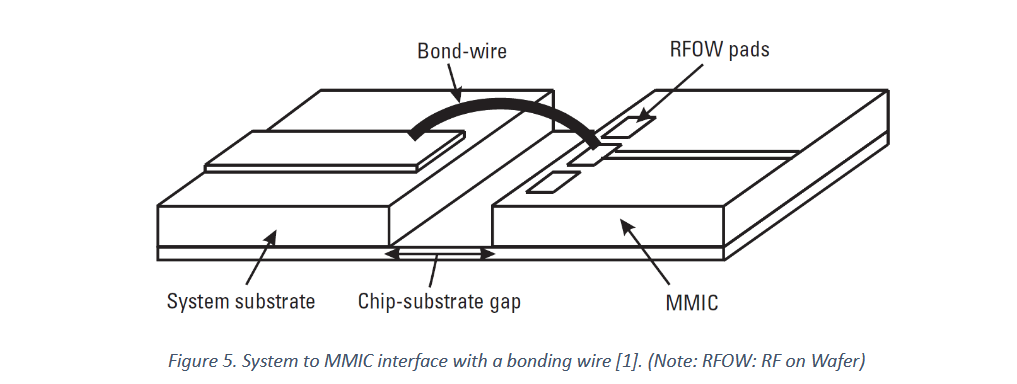 Bond-wire
RFOW pads
System substrate
Chip-substrate gap
MMIC
Figure 5. System to MMIC interface with a bonding wire [1]. (Note: RFOW: RF on Wafer)